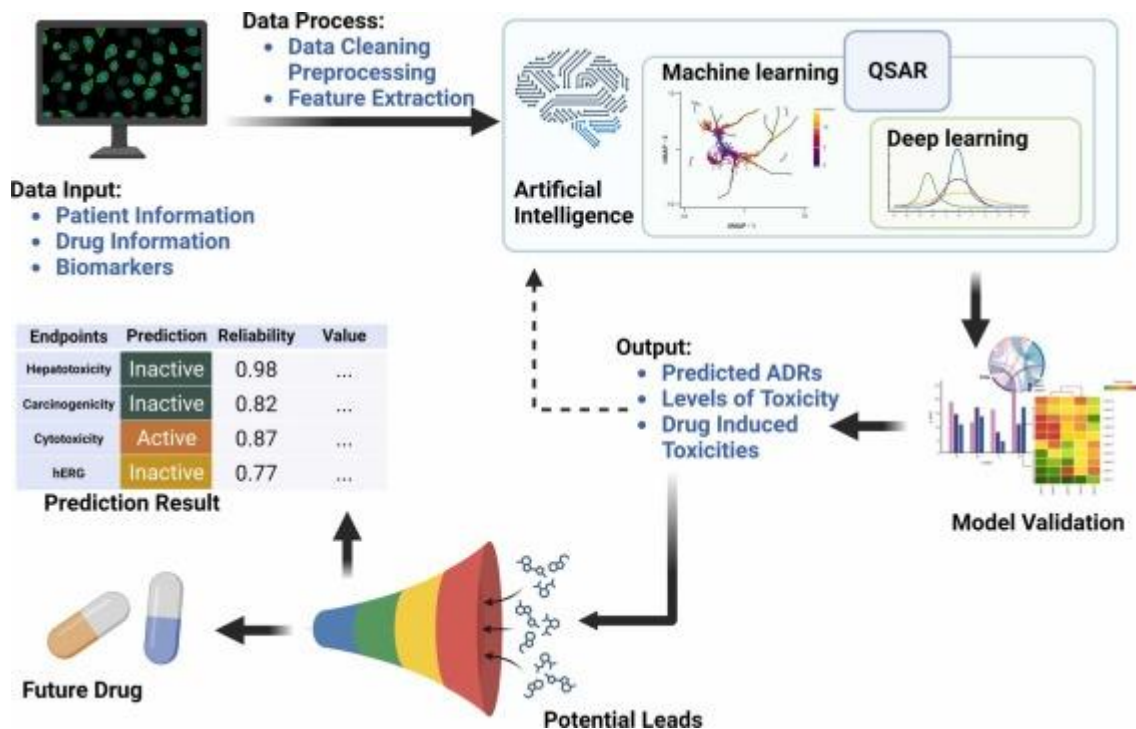 Data Process:
• Data Cleaning
Preprocessing
• Feature Extraction
Data Input:
• Patient Information
• Drug Information
• Biomarkers
Artificial
Intelligence
Machine learning
QSAR
Deep learning
Output:
• Predicted ADRs
• Levels of Toxicity
• Drug Induced
Toxicities
Model Validation
Endpoints Prediction Reliability Value
Hepatotoxicity Inactive 0.98 ...
Carcinogenicity Inactive 0.82 ...
Cytotoxicity Active 0.87 ...
hERG Inactive 0.77 ...
Prediction Result
Future Drug
Potential Leads